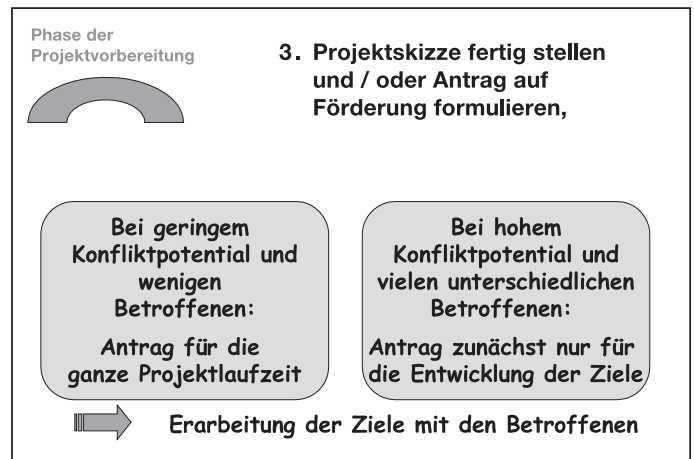 Phase der
Projektvorbereitung
3. Projektskizze fertig stellen
und / oder Antrag auf
Förderung formulieren,
Bei geringem
Konfliktpotential und
wenigen
Betroffenen:
Antrag für die
ganze Projektlaufzeit
Bei hohem
Konfliktpotential und
vielen unterschiedlichen
Betroffenen:
Antrag zunächst nur für
die Entwicklung der Ziele
Erarbeitung der Ziele mit den Betroffenen